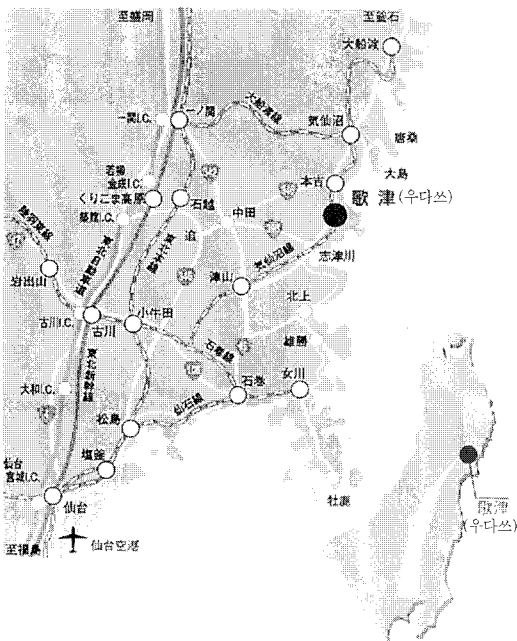 至盛岡
至釜石
大船渡
一関I.C.
一ノ関
大船渡線
気仙沼
唐桑
大島
若柳
金成I.C.
くりこま高原
築館I.C.
石越
本吉
歌津(우다쓰)
中田
迫
志津川
陸羽東線
東北自動車道
東北本線
気仙沼線
津山
岩出山
北上
古川I.C.
古川
小牛田
雄勝
石巻線
東北新幹線
大和I.C.
女川
石巻
仙石線
松島
塩釜
仙台
宮城I.C.
仙台
牡鹿
至福島
仙台空港
歌津
(우다쓰)